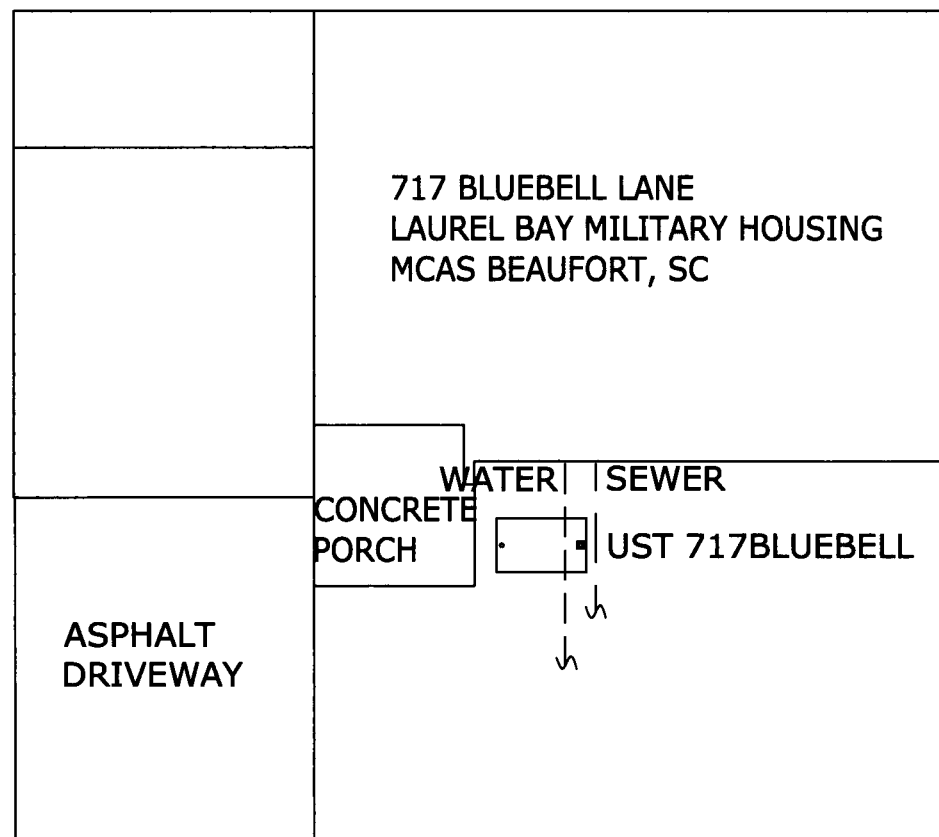 717 BLUEBELL LANE
LAUREL BAY MILITARY HOUSING
MCAS BEAUFORT, SC
WATER
SEWER
CONCRETE
PORCH
UST 717BLUEBELL
ASPHALT
DRIVEWAY